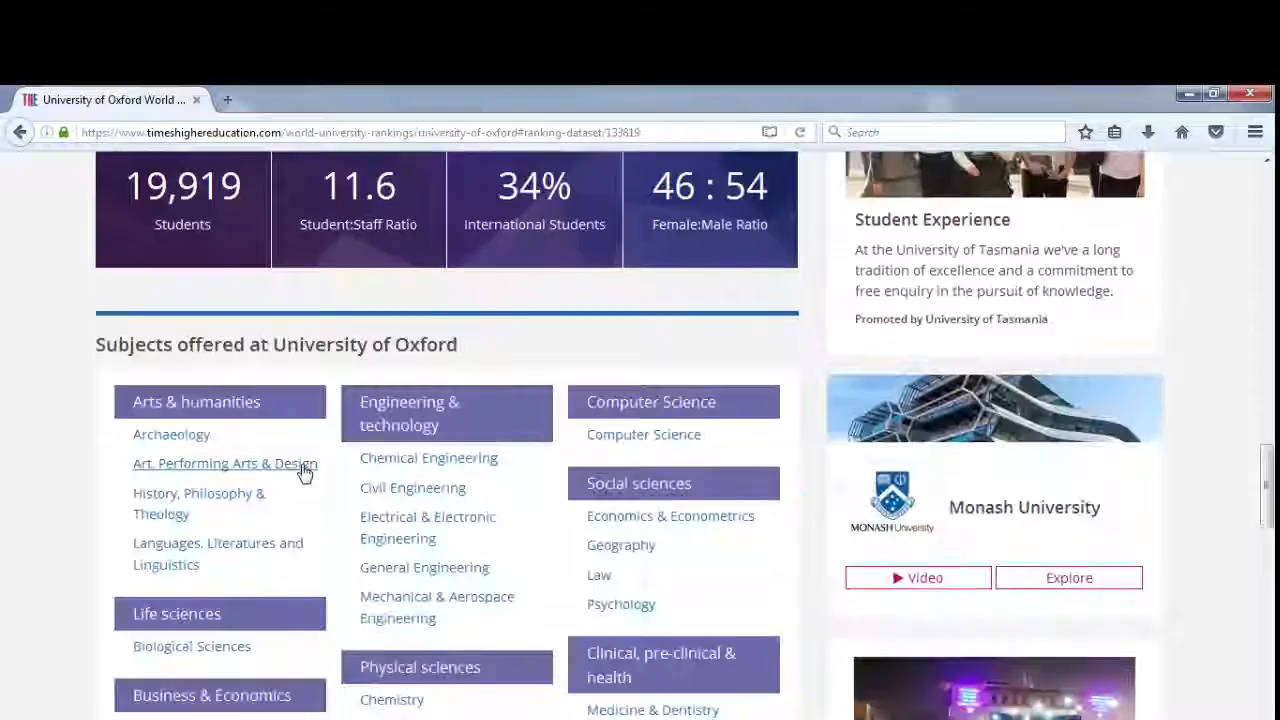 THE University of Oxford World ...
https://www.timeshighereducation.com/world-university-rankings/university-of-oxford#ranking-dataset/133819
Search
19,919
Students
11.6
Student:Staff Ratio
34%
International Students
46 : 54
Female:Male Ratio
Subjects offered at University of Oxford
Arts & humanities
Archaeology
Art, Performing Arts & Design
History, Philosophy &
Theology
Languages, Literatures and
Linguistics
Life sciences
Biological Sciences
Business & Economics
Engineering &
technology
Chemical Engineering
Civil Engineering
Electrical & Electronic
Engineering
General Engineering
Mechanical & Aerospace
Engineering
Physical sciences
Chemistry
Computer Science
Computer Science
Social sciences
Economics & Econometrics
Geography
Law
Psychology
Clinical, pre-clinical &
health
Medicine & Dentistry
Student Experience
At the University of Tasmania we've a long
tradition of excellence and a commitment to
free enquiry in the pursuit of knowledge.
Promoted by University of Tasmania
MONASH University
Monash University
Video
Explore